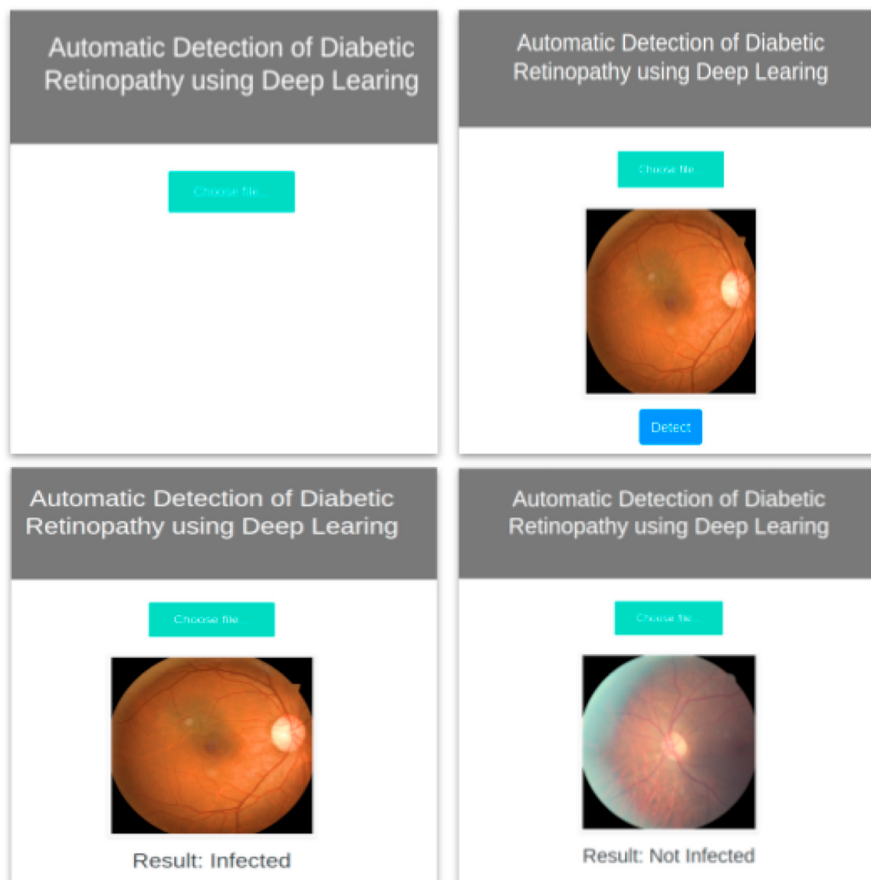 Automatic Detection of Diabetic
Retinopathy using Deep Learing
Choose file...
Automatic Detection of Diabetic
Retinopathy using Deep Learing
Choose file...
Detect
Automatic Detection of Diabetic
Retinopathy using Deep Learing
Choose file...
Result: Infected
Automatic Detection of Diabetic
Retinopathy using Deep Learing
Choose file...
Result: Not Infected